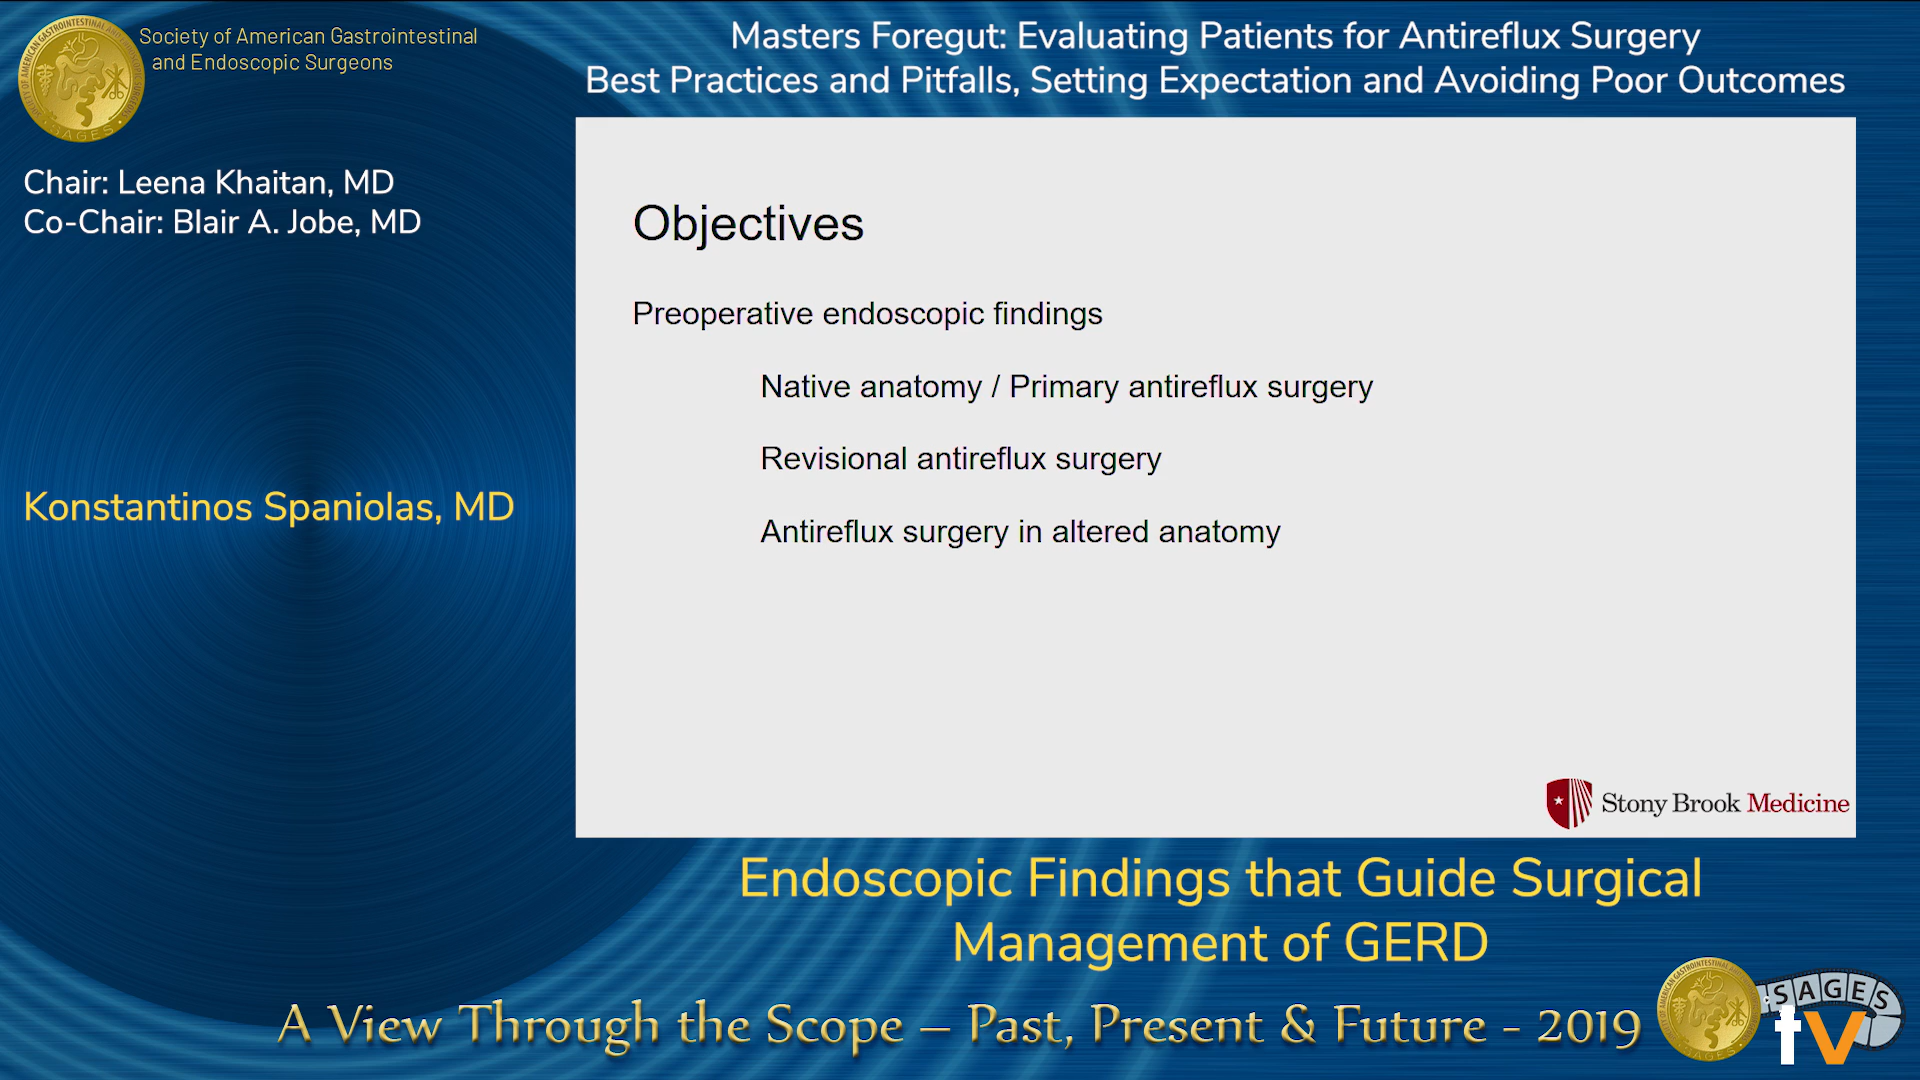 Society of American Gastrointestinal
and Endoscopic Surgeons
Masters Foregut: Evaluating Patients for Antireflux Surgery
Best Practices and Pitfalls, Setting Expectation and Avoiding Poor Outcomes
Chair: Leena Khaitan, MD
Co-Chair: Blair A. Jobe, MD
Konstantinos Spaniolas, MD
Objectives
Preoperative endoscopic findings
Native anatomy / Primary antireflux surgery
Revisional antireflux surgery
Antireflux surgery in altered anatomy
Stony Brook Medicine
Endoscopic Findings that Guide Surgical
Management of GERD
A View Through the Scope – Past, Present & Future - 2019
SAGES
tv